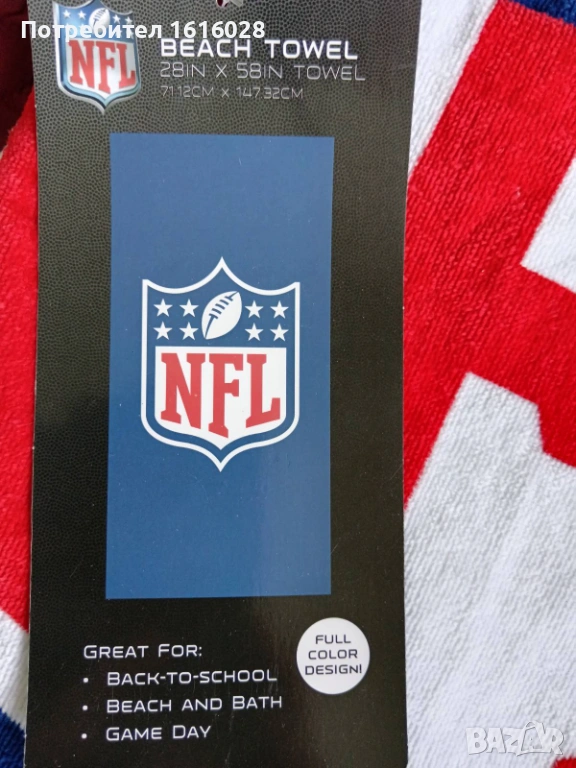 Потребител 1616028
NFL
BEACH TOWEL
28IN X 58IN TOWEL
71.12CM X 147.32CM
NFL
GREAT FOR:
• BACK-TO-SCHOOL
• BEACH AND BATH
• GAME DAY
FULL
COLOR
DESIGN!
BAZAR